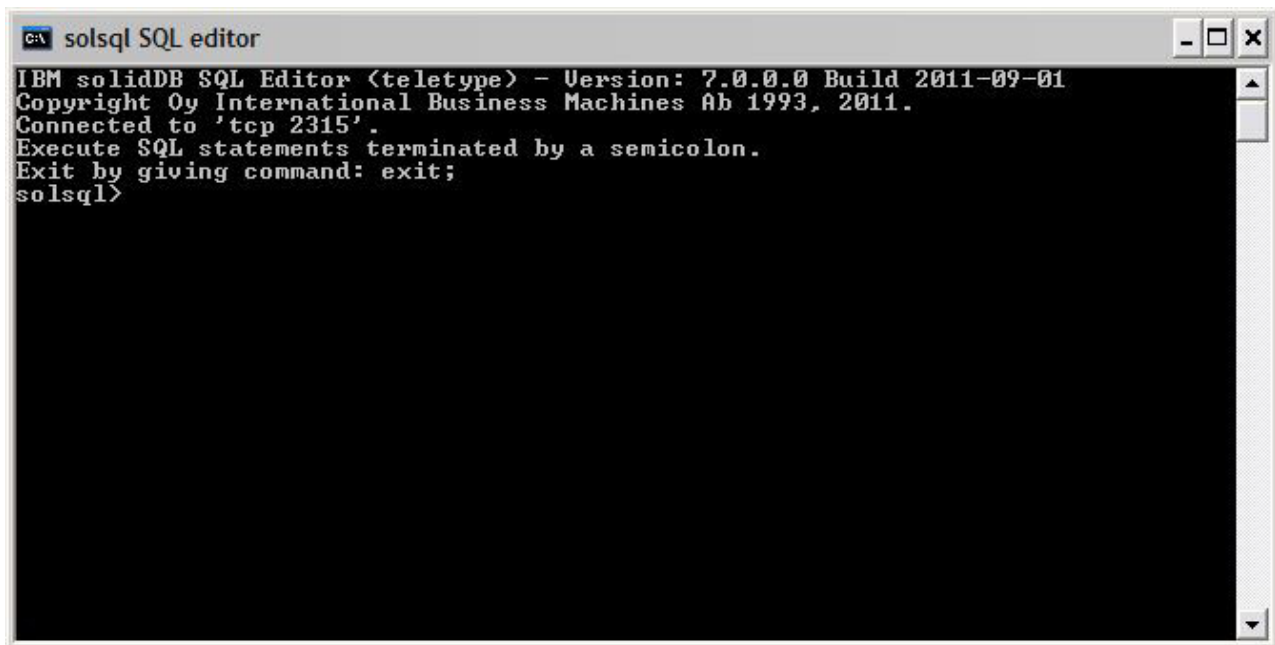 solsql SQL editor
IBM solidDB SQL Editor (teletype) - Version: 7.0.0.0 Build 2011-09-01
Copyright Oy International Business Machines Ab 1993, 2011.
Connected to 'tcp 2315'.
Execute SQL statements terminated by a semicolon.
Exit by giving command: exit;
solsql>